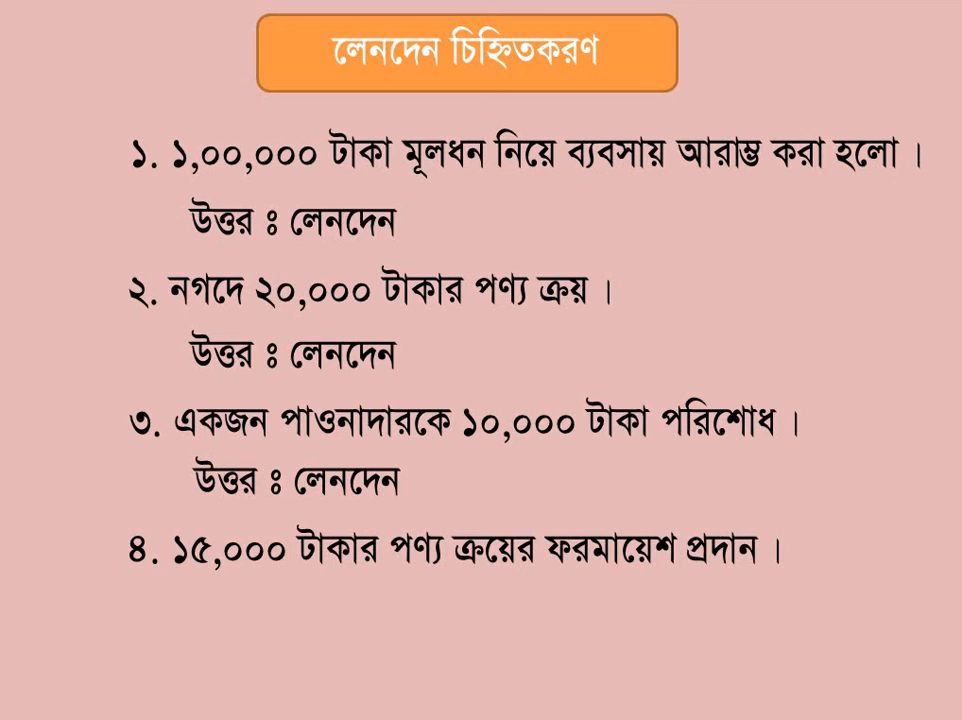 লেনদেন চিহ্নিতকরণ
১. ১,০০,০০০ টাকা মূলধন নিয়ে ব্যবসায় আরাম্ভ করা হলো ।
উত্তর ঃ লেনদেন
২. নগদে ২০,০০০ টাকার পণ্য ক্রয় ।
উত্তর ঃ লেনদেন
৩. একজন পাওনাদারকে ১০,০০০ টাকা পরিশোধ ।
উত্তর ঃ লেনদেন
৪. ১৫,০০০ টাকার পণ্য ক্রয়ের ফরমায়েশ প্রদান ।